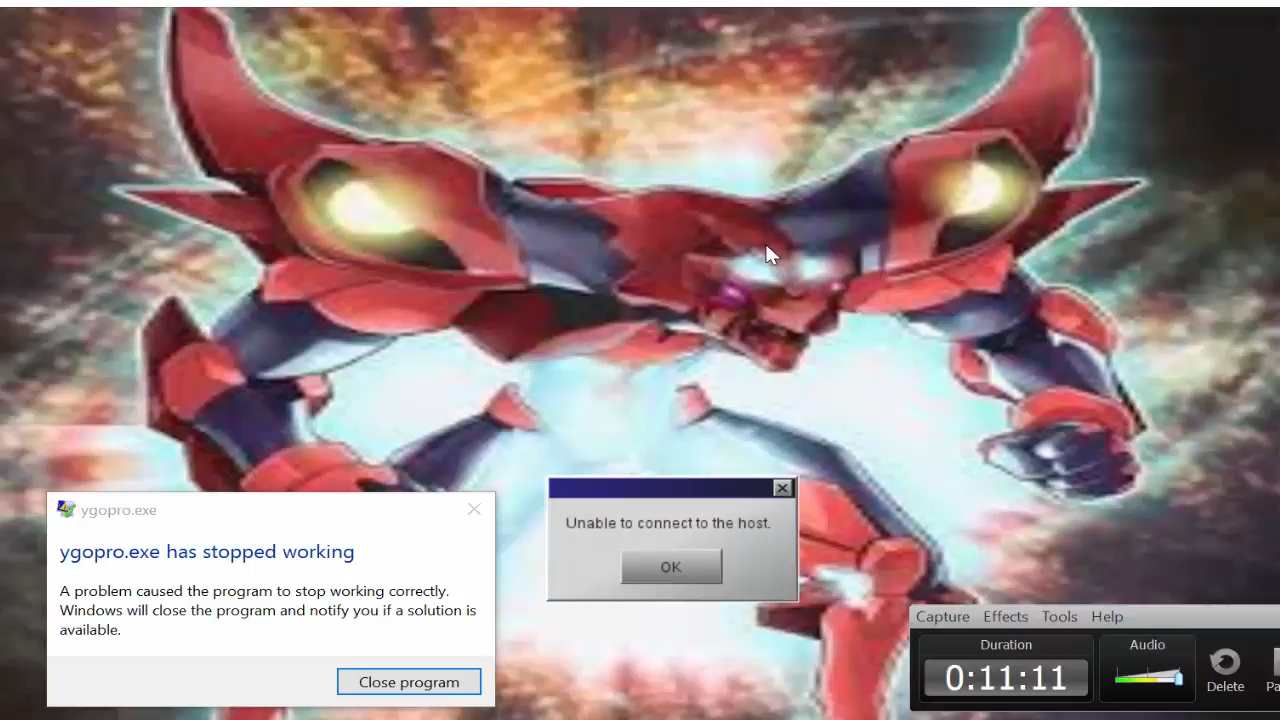 ygopro.exe
ygopro.exe has stopped working
A problem caused the program to stop working correctly.
Windows will close the program and notify you if a solution is
available.
Close program
Unable to connect to the host.
OK
Capture Effects Tools Help
Duration
0:11:11
Audio
Delete